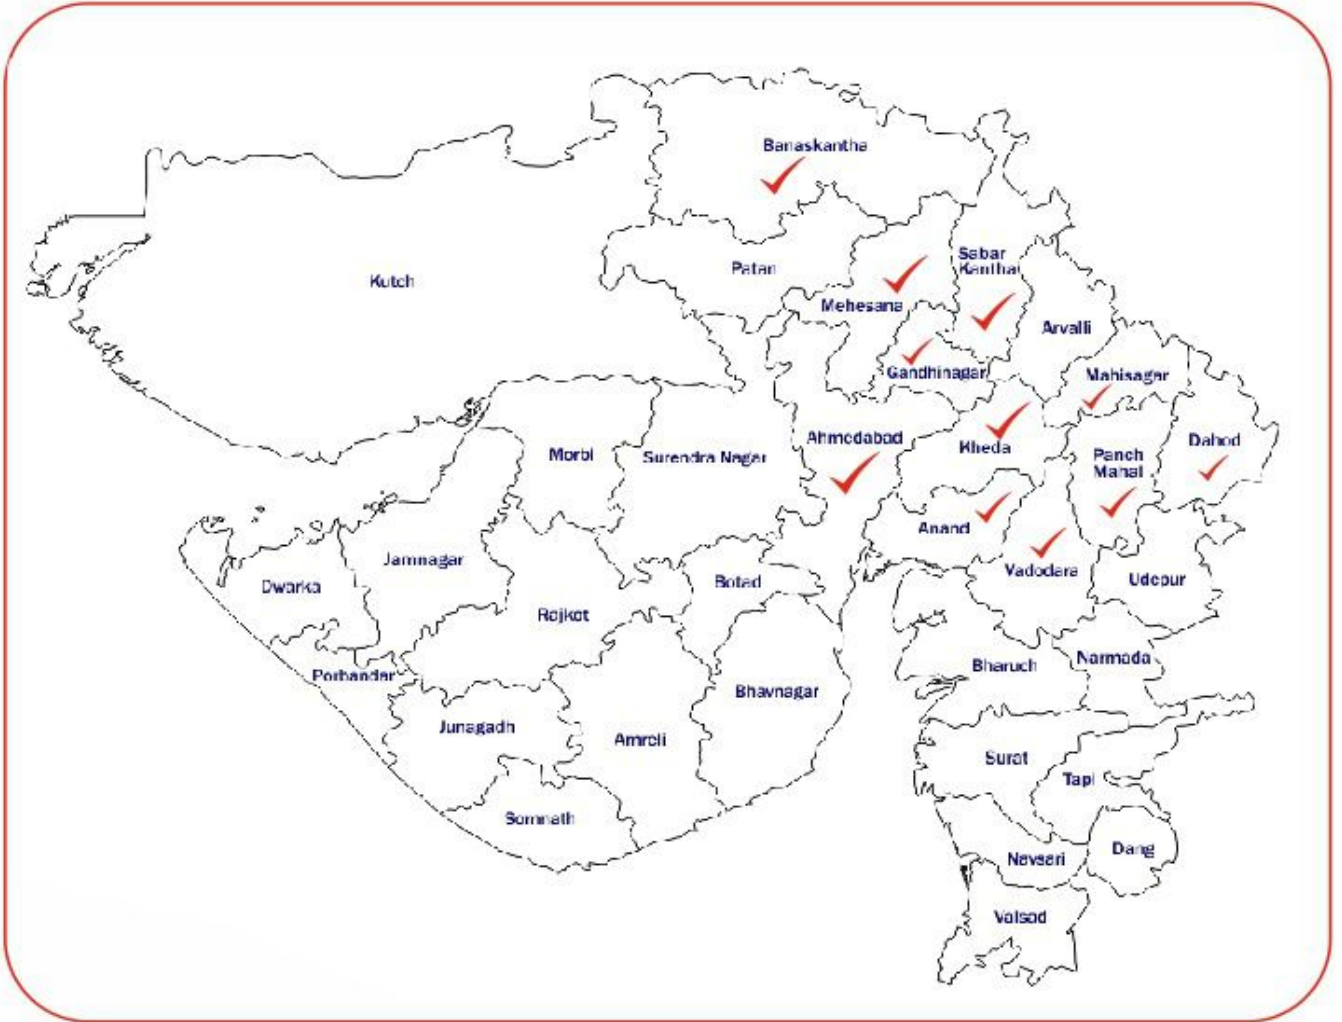 Banaskantha
Sabar
Kantha
Patan
Kutch
Mehesana
Arvalli
Gandhinagar
Mahisagar
Ahmedabad
Dahod
Kheda
Morbi
Surendra Nagar
Panch
Mahal
Anand
Jamnagar
Vadodara
Udepur
Botad
Dwarka
Rajkot
Narmada
Bharuch
Porbandar
Bhavnagar
Junagadh
Amreli
Surat
Tapi
Somnath
Dang
Navsari
Valsad